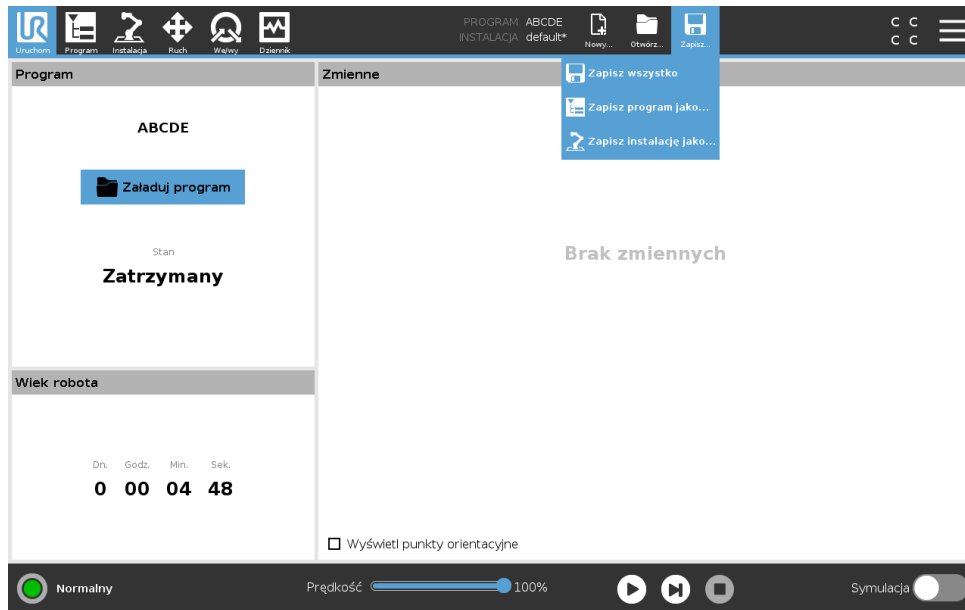 UR
Uruchom Program Instalacja Ruch We/wy Dziennik
PROGRAM ABCDE
INSTALACJA default*
Nowy... Otwórz... Zapisz...
C C
C C
Zapisz wszystko
Zapisz program jako...
Zapisz instalację jako...
Program
ABCDE
Załaduj program
Stan
Zatrzymany
Zmienne
Brak zmiennych
Wiek robota
Dn. Godz. Min. Sek.
0 00 04 48
Wyświetl punkty orientacyjne
Normalny
Prędkość 100%
Symulacja